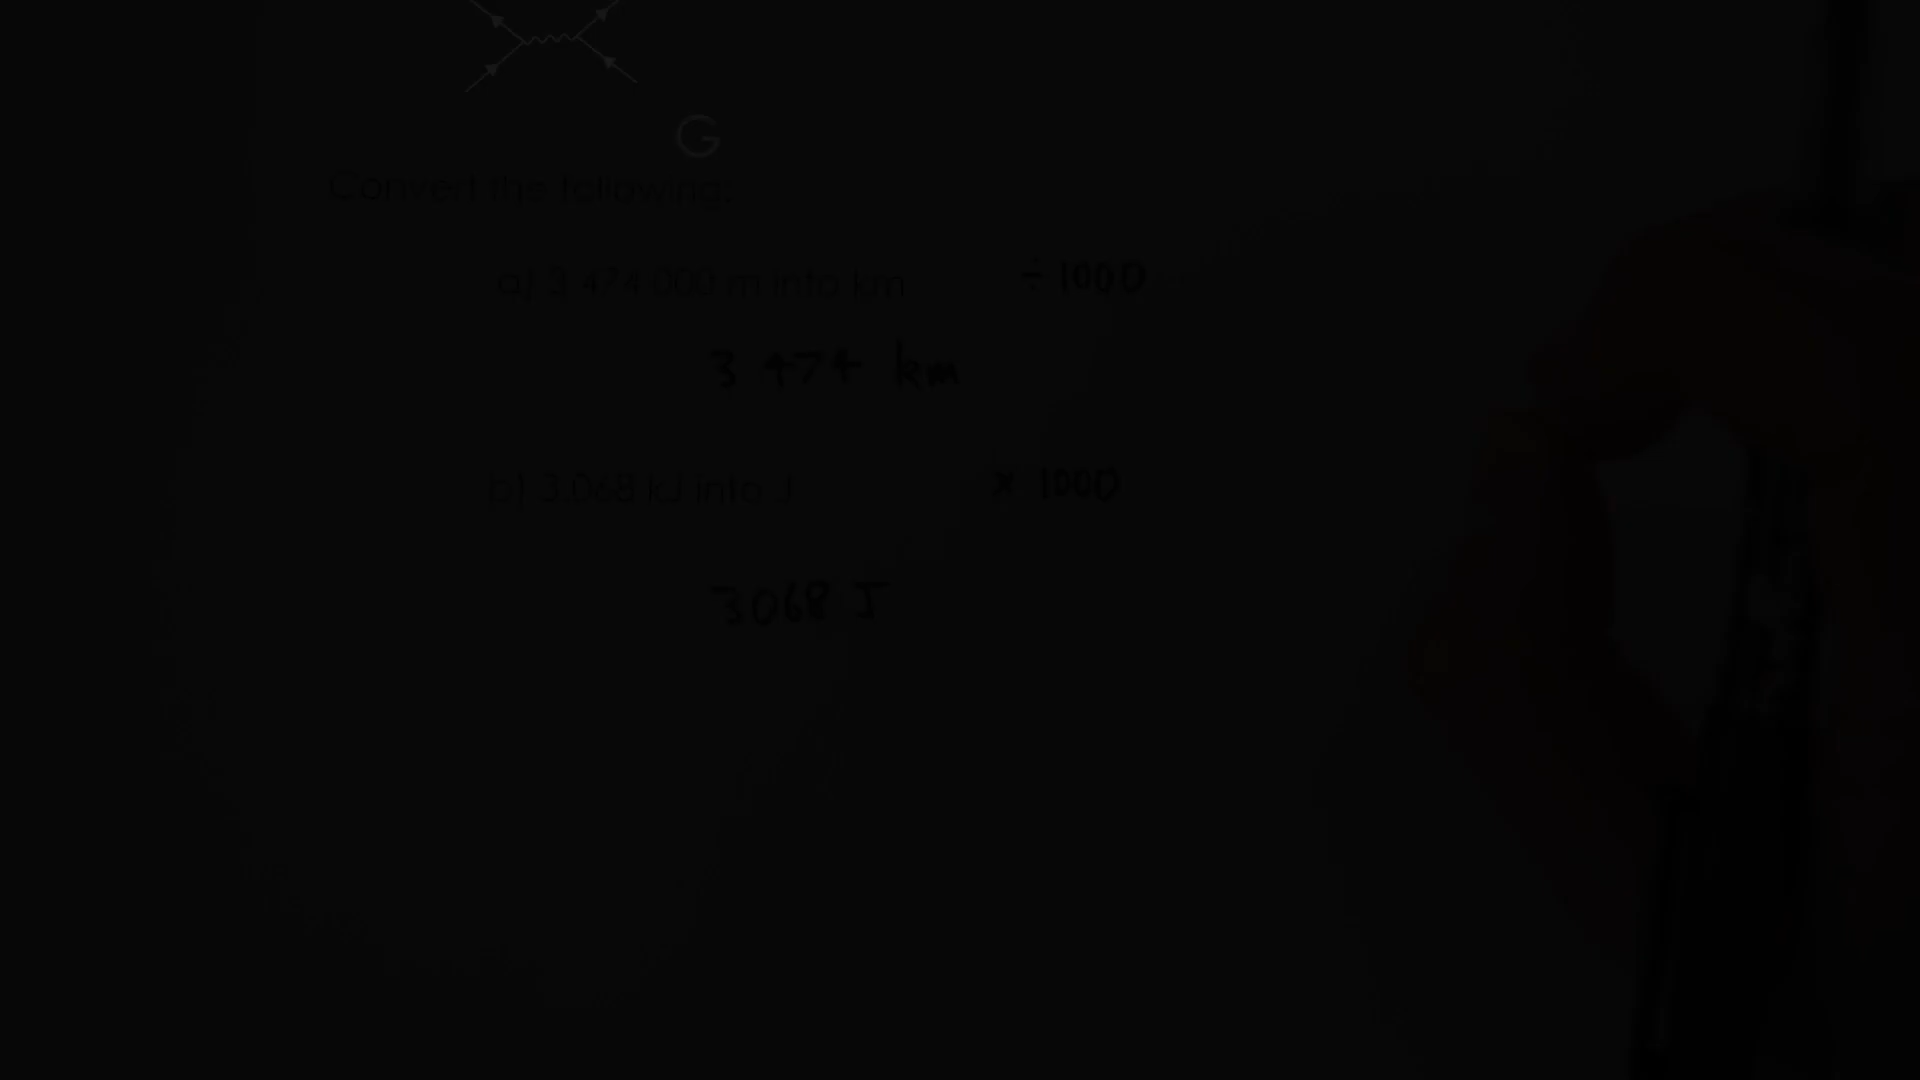 G
Convert the following.
a) 3 474 000 m into km ÷ 1000
3 474 km
b) 3.068 kJ into J × 1000
3068 J